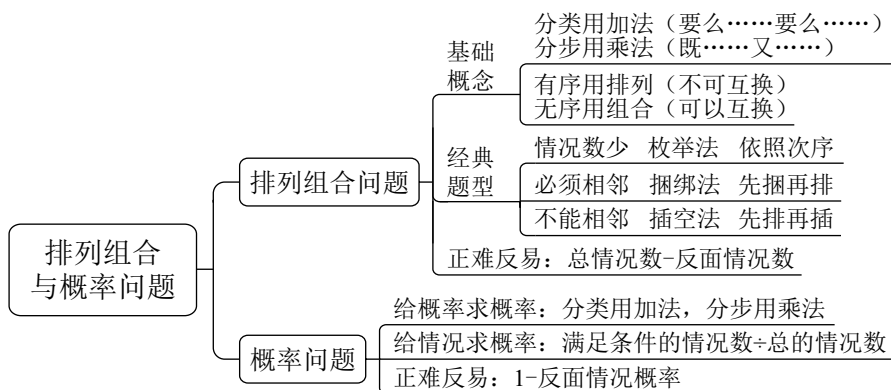 分类用加法（要么……要么……）
分步用乘法（既……又……）
基础
概念
有序用排列（不可互换）
无序用组合（可以互换）
经典
题型
情况数少 枚举法 依照次序
必须相邻 捆绑法 先捆再排
不能相邻 插空法 先排再插
排列组合问题
正难反易：总情况数-反面情况数
排列组合
与概率问题
给概率求概率：分类用加法，分步用乘法
概率问题
给情况求概率：满足条件的情况数÷总的情况数
正难反易：1-反面情况概率